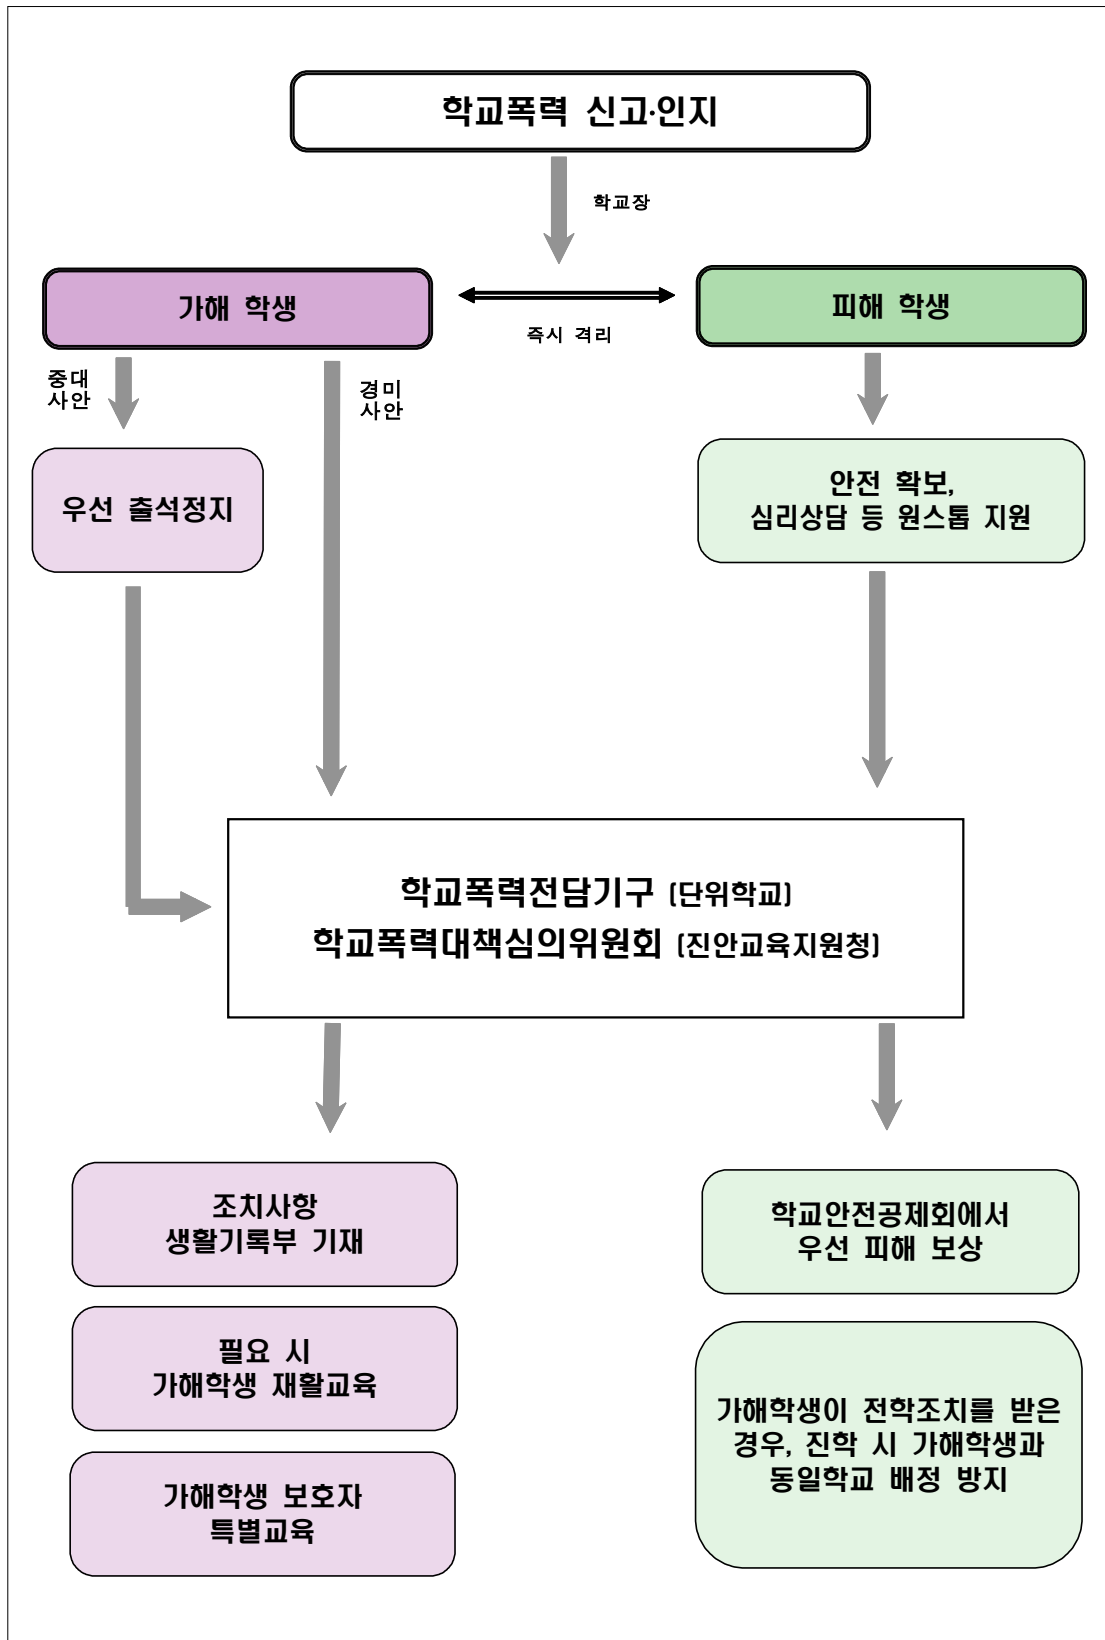 학교폭력 신고·인지
학교장
가해 학생
즉시 격리
피해 학생
중대
사안
경미
사안
우선 출석정지
안전 확보,
심리상담 등 원스톱 지원
학교폭력전담기구 (단위학교)
학교폭력대책심의위원회 (진안교육지원청)
조치사항
생활기록부 기재
필요 시
가해학생 재활교육
가해학생 보호자
특별교육
학교안전공제회에서
우선 피해 보상
가해학생이 전학조치를 받은
경우, 진학 시 가해학생과
동일학교 배정 방지